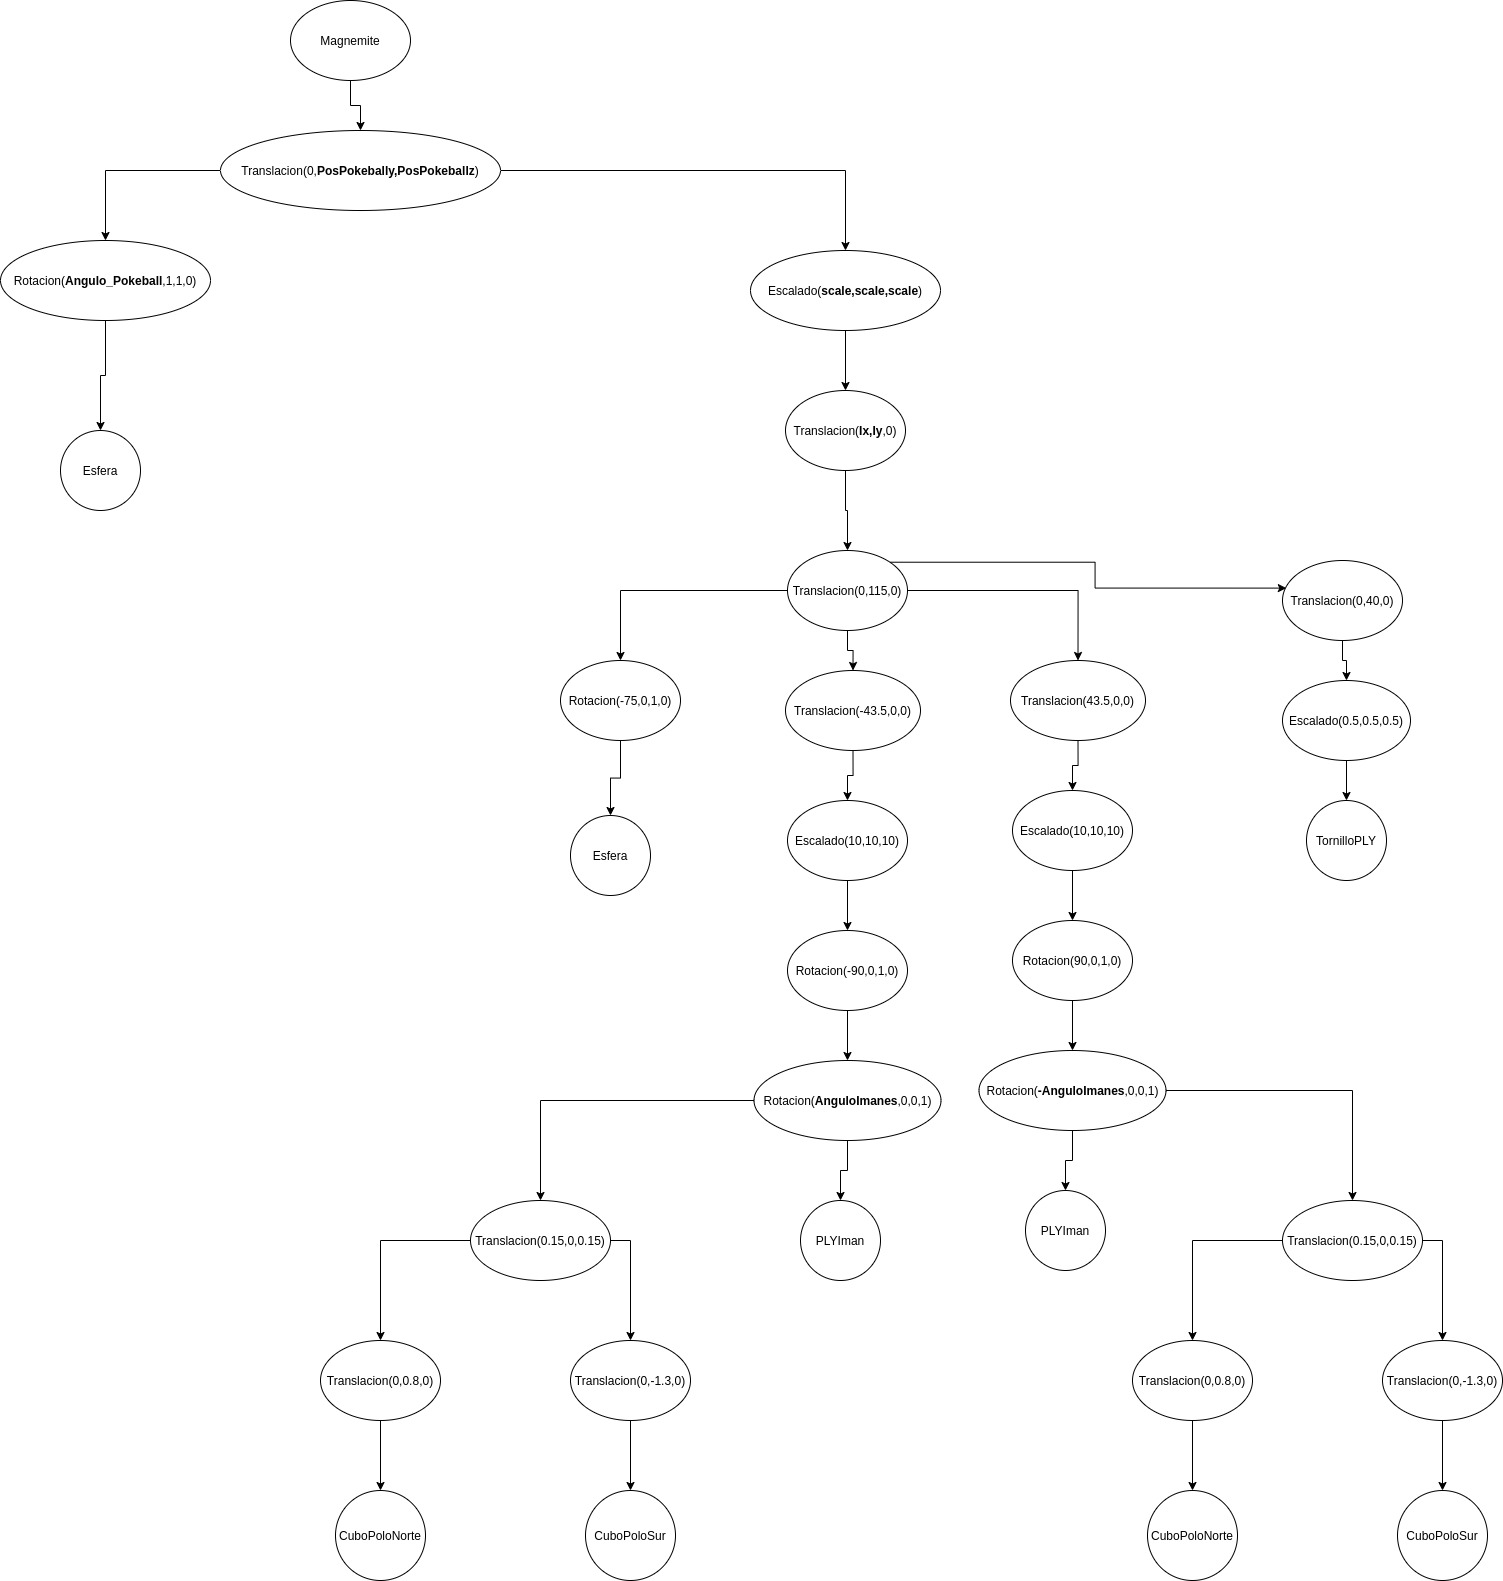 Magnemite
Translacion(0,PosPokebally,PosPokeballz)
Rotacion(Angulo_Pokeball,1,1,0)
Escalado(scale,scale,scale)
Translacion(lx,ly,0)
Esfera
Translacion(0,115,0)
Translacion(0,40,0)
Rotacion(-75,0,1,0)
Translacion(-43.5,0,0)
Translacion(43.5,0,0)
Escalado(0.5,0.5,0.5)
Esfera
Escalado(10,10,10)
Escalado(10,10,10)
TornilloPLY
Rotacion(-90,0,1,0)
Rotacion(90,0,1,0)
Rotacion(AnguloImanes,0,0,1)
Rotacion(-AnguloImanes,0,0,1)
Translacion(0.15,0,0.15)
PLYIman
PLYIman
Translacion(0.15,0,0.15)
Translacion(0,0.8,0)
Translacion(0,-1.3,0)
Translacion(0,0.8,0)
Translacion(0,-1.3,0)
CuboPoloNorte
CuboPoloSur
CuboPoloNorte
CuboPoloSur